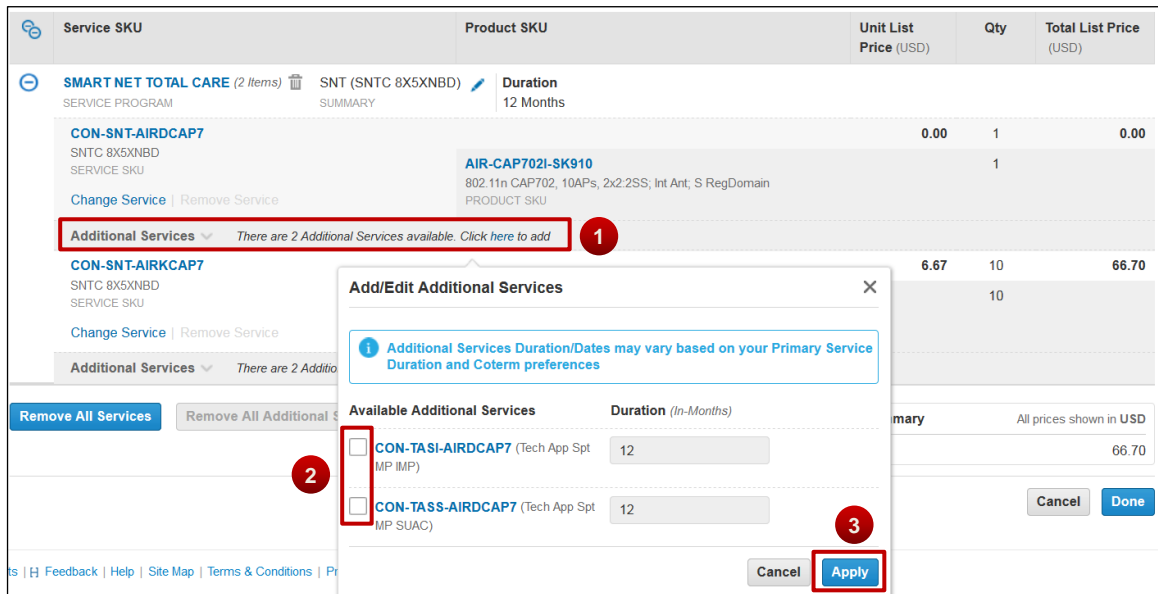 Service SKU Product SKU Unit List Qty Total List Price
Price (USD) (USD)
SMART NET TOTAL CARE (2 Items) SNT (SNTC 8X5XNBD) Duration
SERVICE PROGRAM SUMMARY 12 Months
CON-SNT-AIRDCAP7 0.00 1 0.00
SNTC 8X5XNBD
SERVICE SKU
AIR-CAP702I-SK910 1
802.11n CAP702, 10APs, 2x2:2SS; Int Ant; S RegDomain
PRODUCT SKU
Change Service | Remove Service
Additional Services There are 2 Additional Services available. Click here to add 1
CON-SNT-AIRKCAP7 6.67 10 66.70
SNTC 8X5XNBD
SERVICE SKU 10
Change Service | Remove Service
Additional Services There are 2 Additio
Remove All Services Remove All Additional S
Add/Edit Additional Services
Additional Services Duration/Dates may vary based on your Primary Service
Duration and Coterm preferences
Available Additional Services Duration (In-Months)
2
CON-TASI-AIRDCAP7 (Tech App Spt 12
MP IMP)
CON-TASS-AIRDCAP7 (Tech App Spt 12
MP SUAC)
3
Cancel Apply
mary All prices shown in USD
66.70
Cancel Done
ts | Feedback | Help | Site Map | Terms & Conditions | Pr